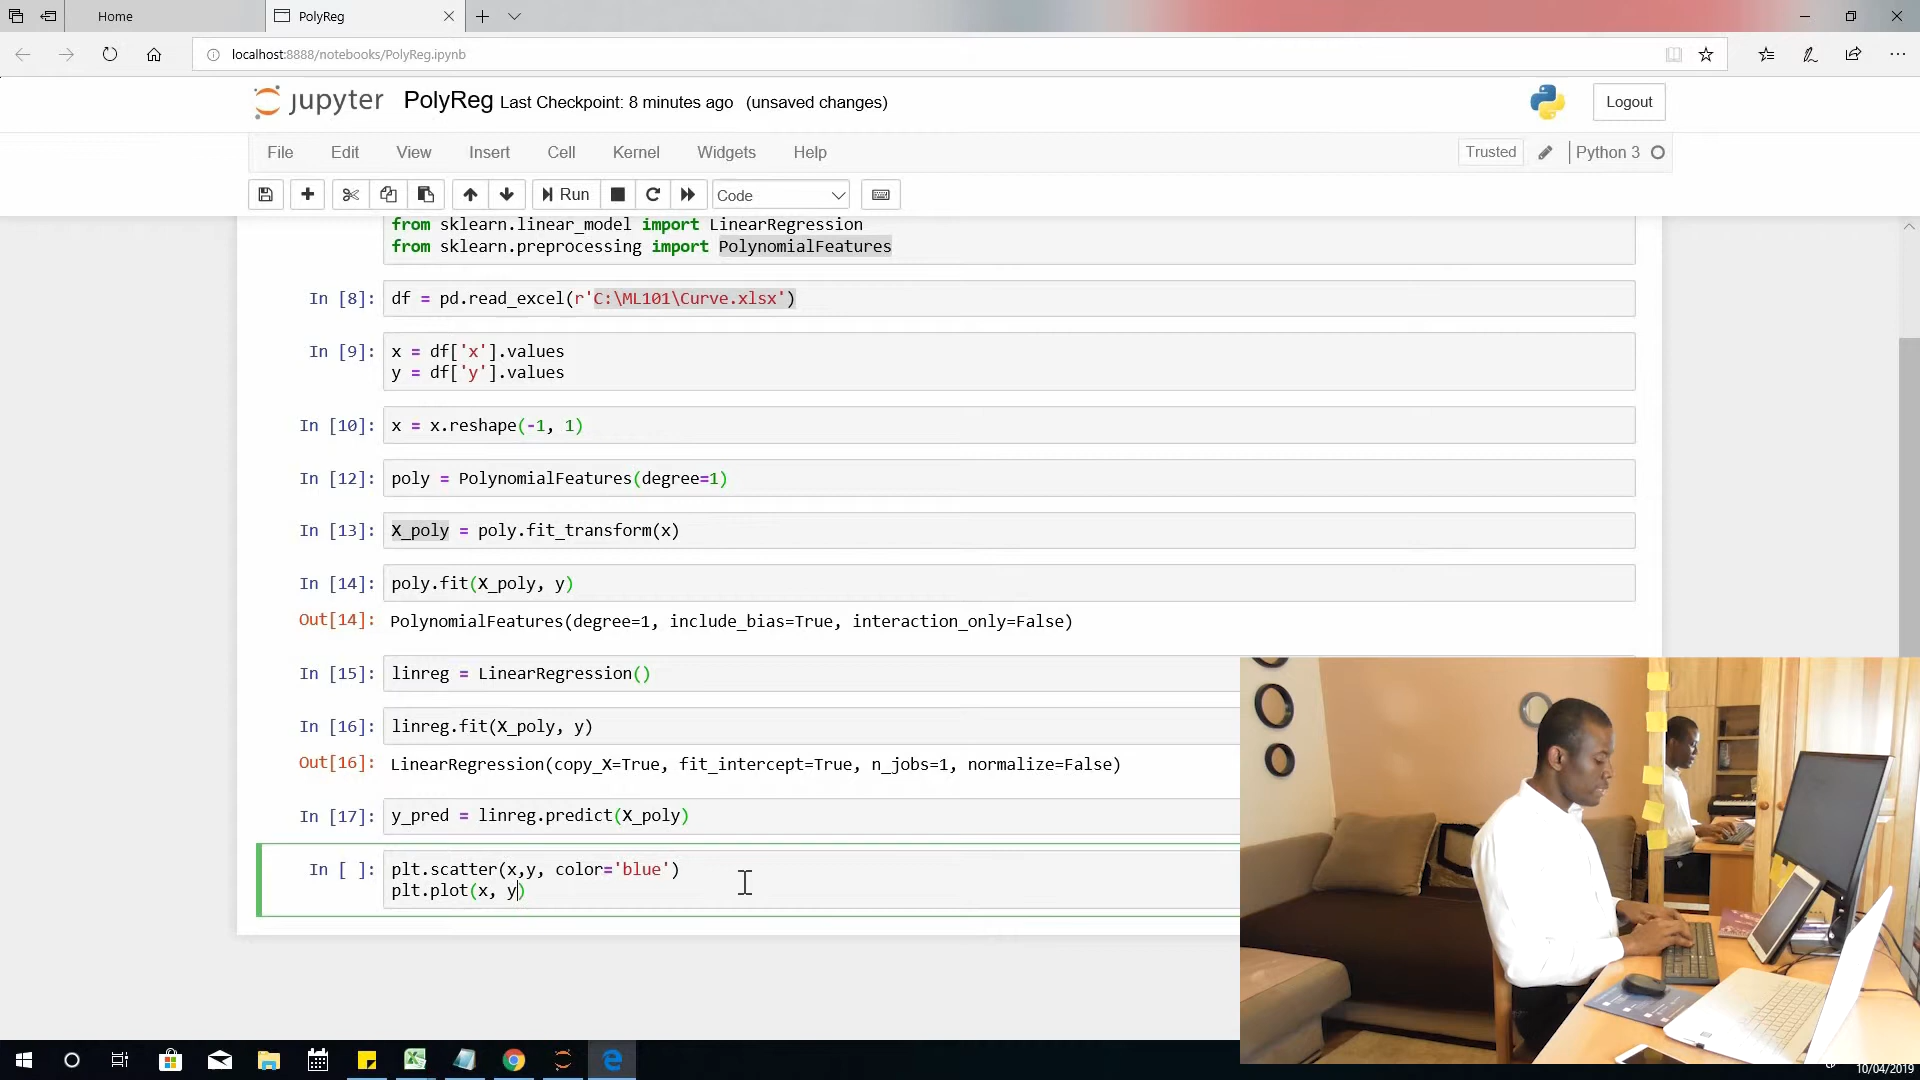 Home
PolyReg
localhost:8888/notebooks/PolyReg.ipynb
jupyter PolyReg Last Checkpoint: 8 minutes ago (unsaved changes)
Logout
File Edit View Insert Cell Kernel Widgets Help
Trusted Python 3
Run Code
from sklearn.linear_model import LinearRegression
from sklearn.preprocessing import PolynomialFeatures
In [8]: df = pd.read_excel(r'C:\ML101\Curve.xlsx')
In [9]: x = df['x'].values
y = df['y'].values
In [10]: x = x.reshape(-1, 1)
In [12]: poly = PolynomialFeatures(degree=1)
In [13]: X_poly = poly.fit_transform(x)
In [14]: poly.fit(X_poly, y)
Out[14]: PolynomialFeatures(degree=1, include_bias=True, interaction_only=False)
In [15]: linreg = LinearRegression()
In [16]: linreg.fit(X_poly, y)
Out[16]: LinearRegression(copy_X=True, fit_intercept=True, n_jobs=1, normalize=False)
In [17]: y_pred = linreg.predict(X_poly)
In [ ]: plt.scatter(x,y, color='blue')
plt.plot(x, y)
10/04/2019